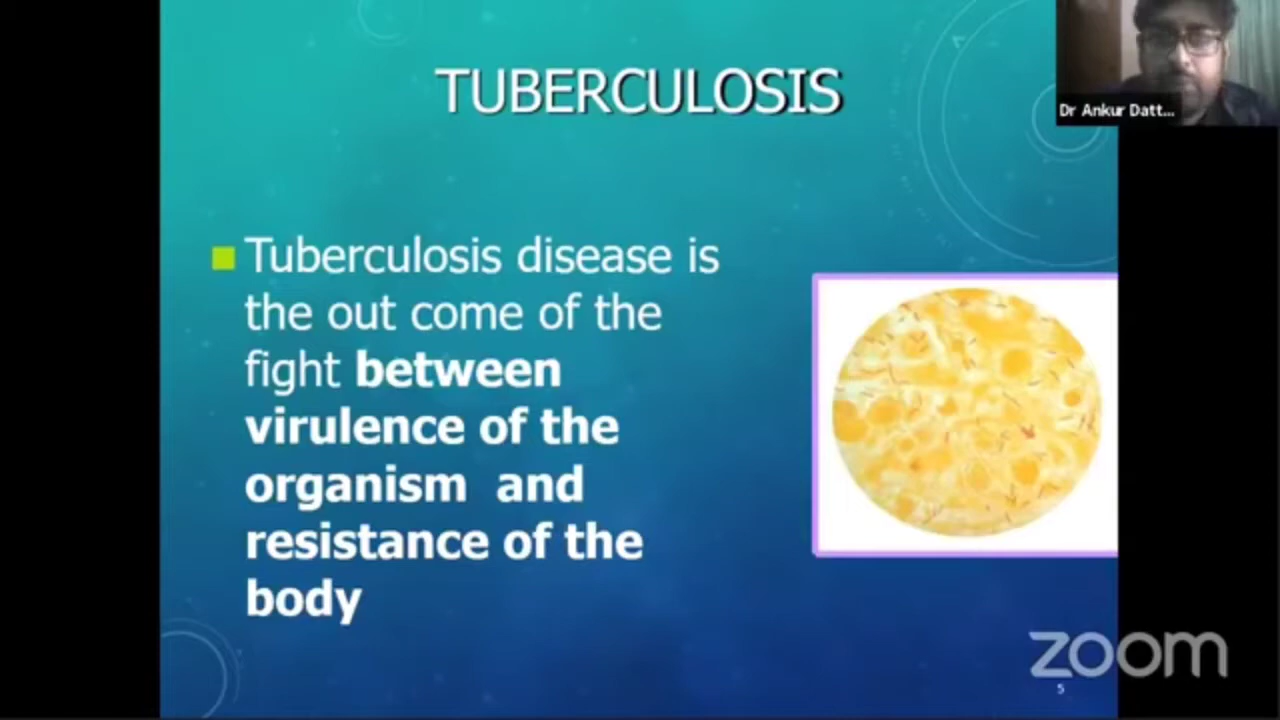 TUBERCULOSIS
Dr Ankur Datt...
Tuberculosis disease is
the out come of the
fight between
virulence of the
organism and
resistance of the
body
zoom
5